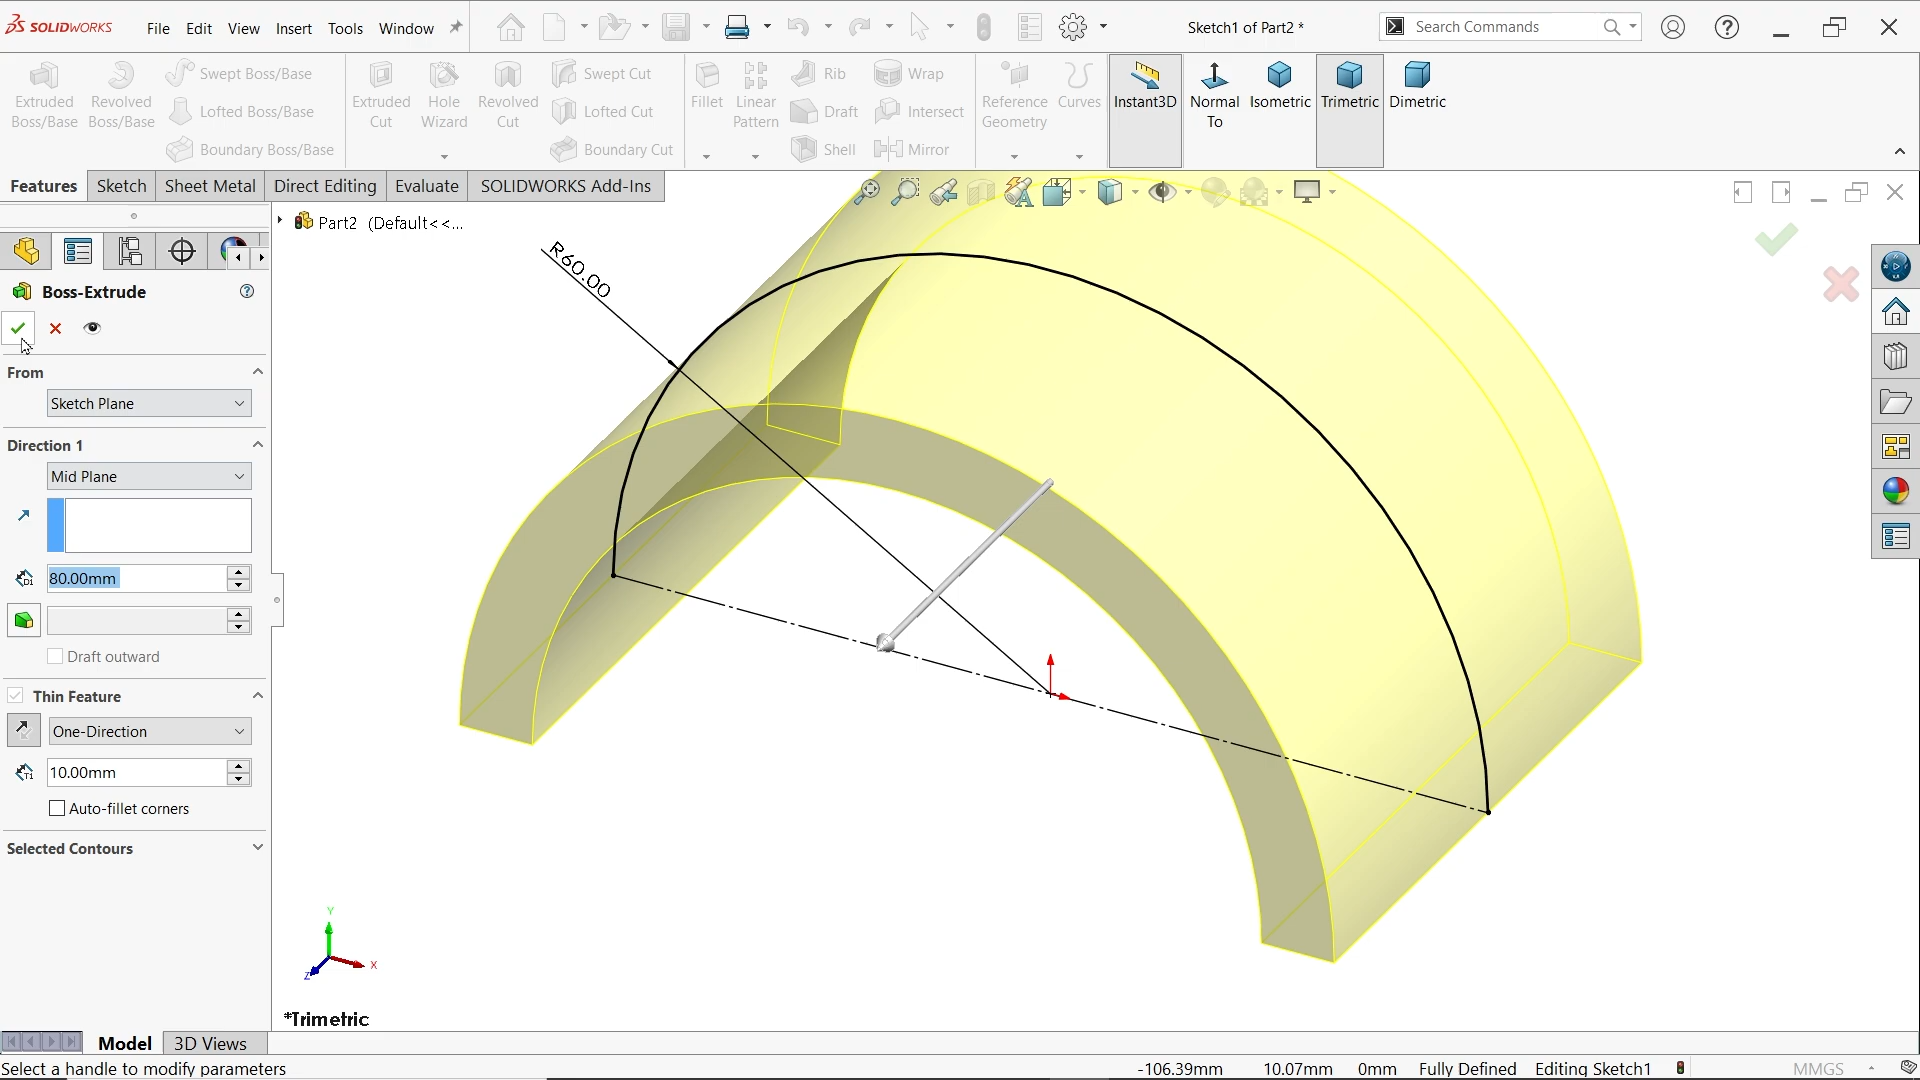 SOLIDWORKS File Edit View Insert Tools Window Sketch1 of Part2 * Search Commands
Extruded Boss/Base
Revolved Boss/Base
Swept Boss/Base
Lofted Boss/Base
Boundary Boss/Base
Extruded Cut
Hole Wizard
Revolved Cut
Swept Cut
Lofted Cut
Boundary Cut
Fillet
Linear Pattern
Rib
Draft
Shell
Wrap
Intersect
Mirror
Reference Geometry
Curves
Instant3D
Normal To
Isometric
Trimetric
Dimetric
Features Sketch Sheet Metal Direct Editing Evaluate SOLIDWORKS Add-Ins
Part2 (Default<<...
Boss-Extrude
From
Sketch Plane
Direction 1
Mid Plane
D1 80.00mm
Draft outward
Thin Feature
One-Direction
T1 10.00mm
Auto-fillet corners
Selected Contours
R60.00
Y
X
Z
*Trimetric
Model 3D Views
Select a handle to modify parameters -106.39mm 10.07mm 0mm Fully Defined Editing Sketch1 MMGS